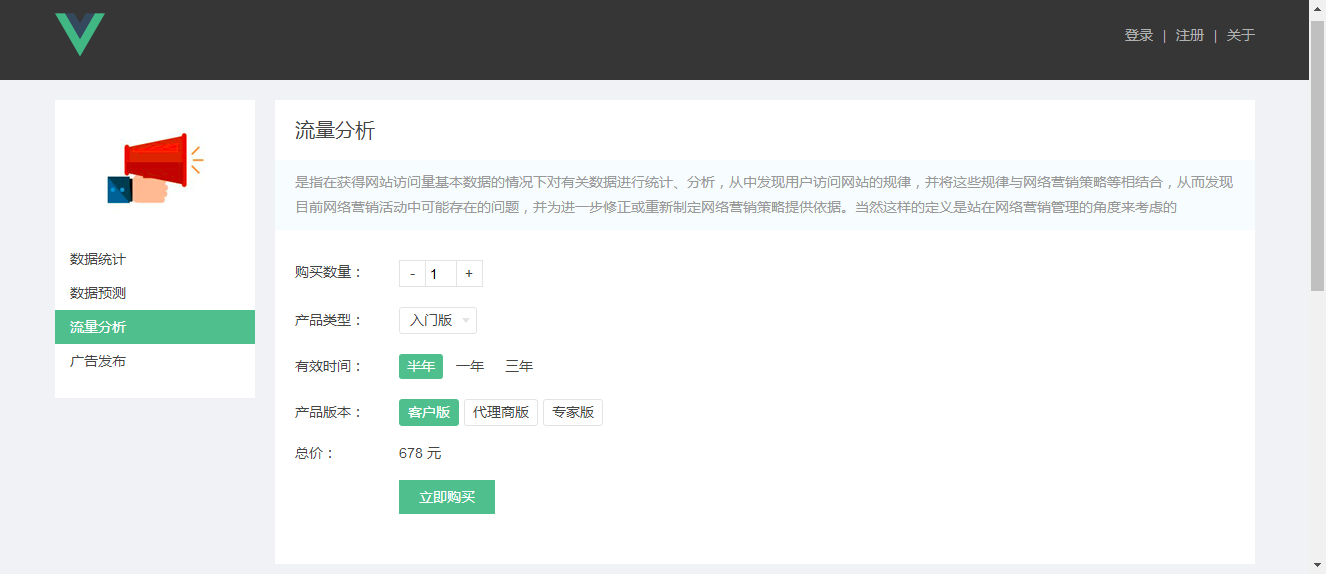 登录 | 注册 | 关于
数据统计
数据预测
流量分析
广告发布
流量分析
是指在获得网站访问量基本数据的情况下对有关数据进行统计、分析，从中发现用户访问网站的规律，并将这些规律与网络营销策略等相结合，从而发现
目前网络营销活动中可能存在的问题，并为进一步修正或重新制定网络营销策略提供依据。当然这样的定义是站在网络营销管理的角度来考虑的
购买数量： - 1 +
产品类型： 入门版
有效时间： 半年 一年 三年
产品版本： 客户版 代理商版 专家版
总价： 678 元
立即购买